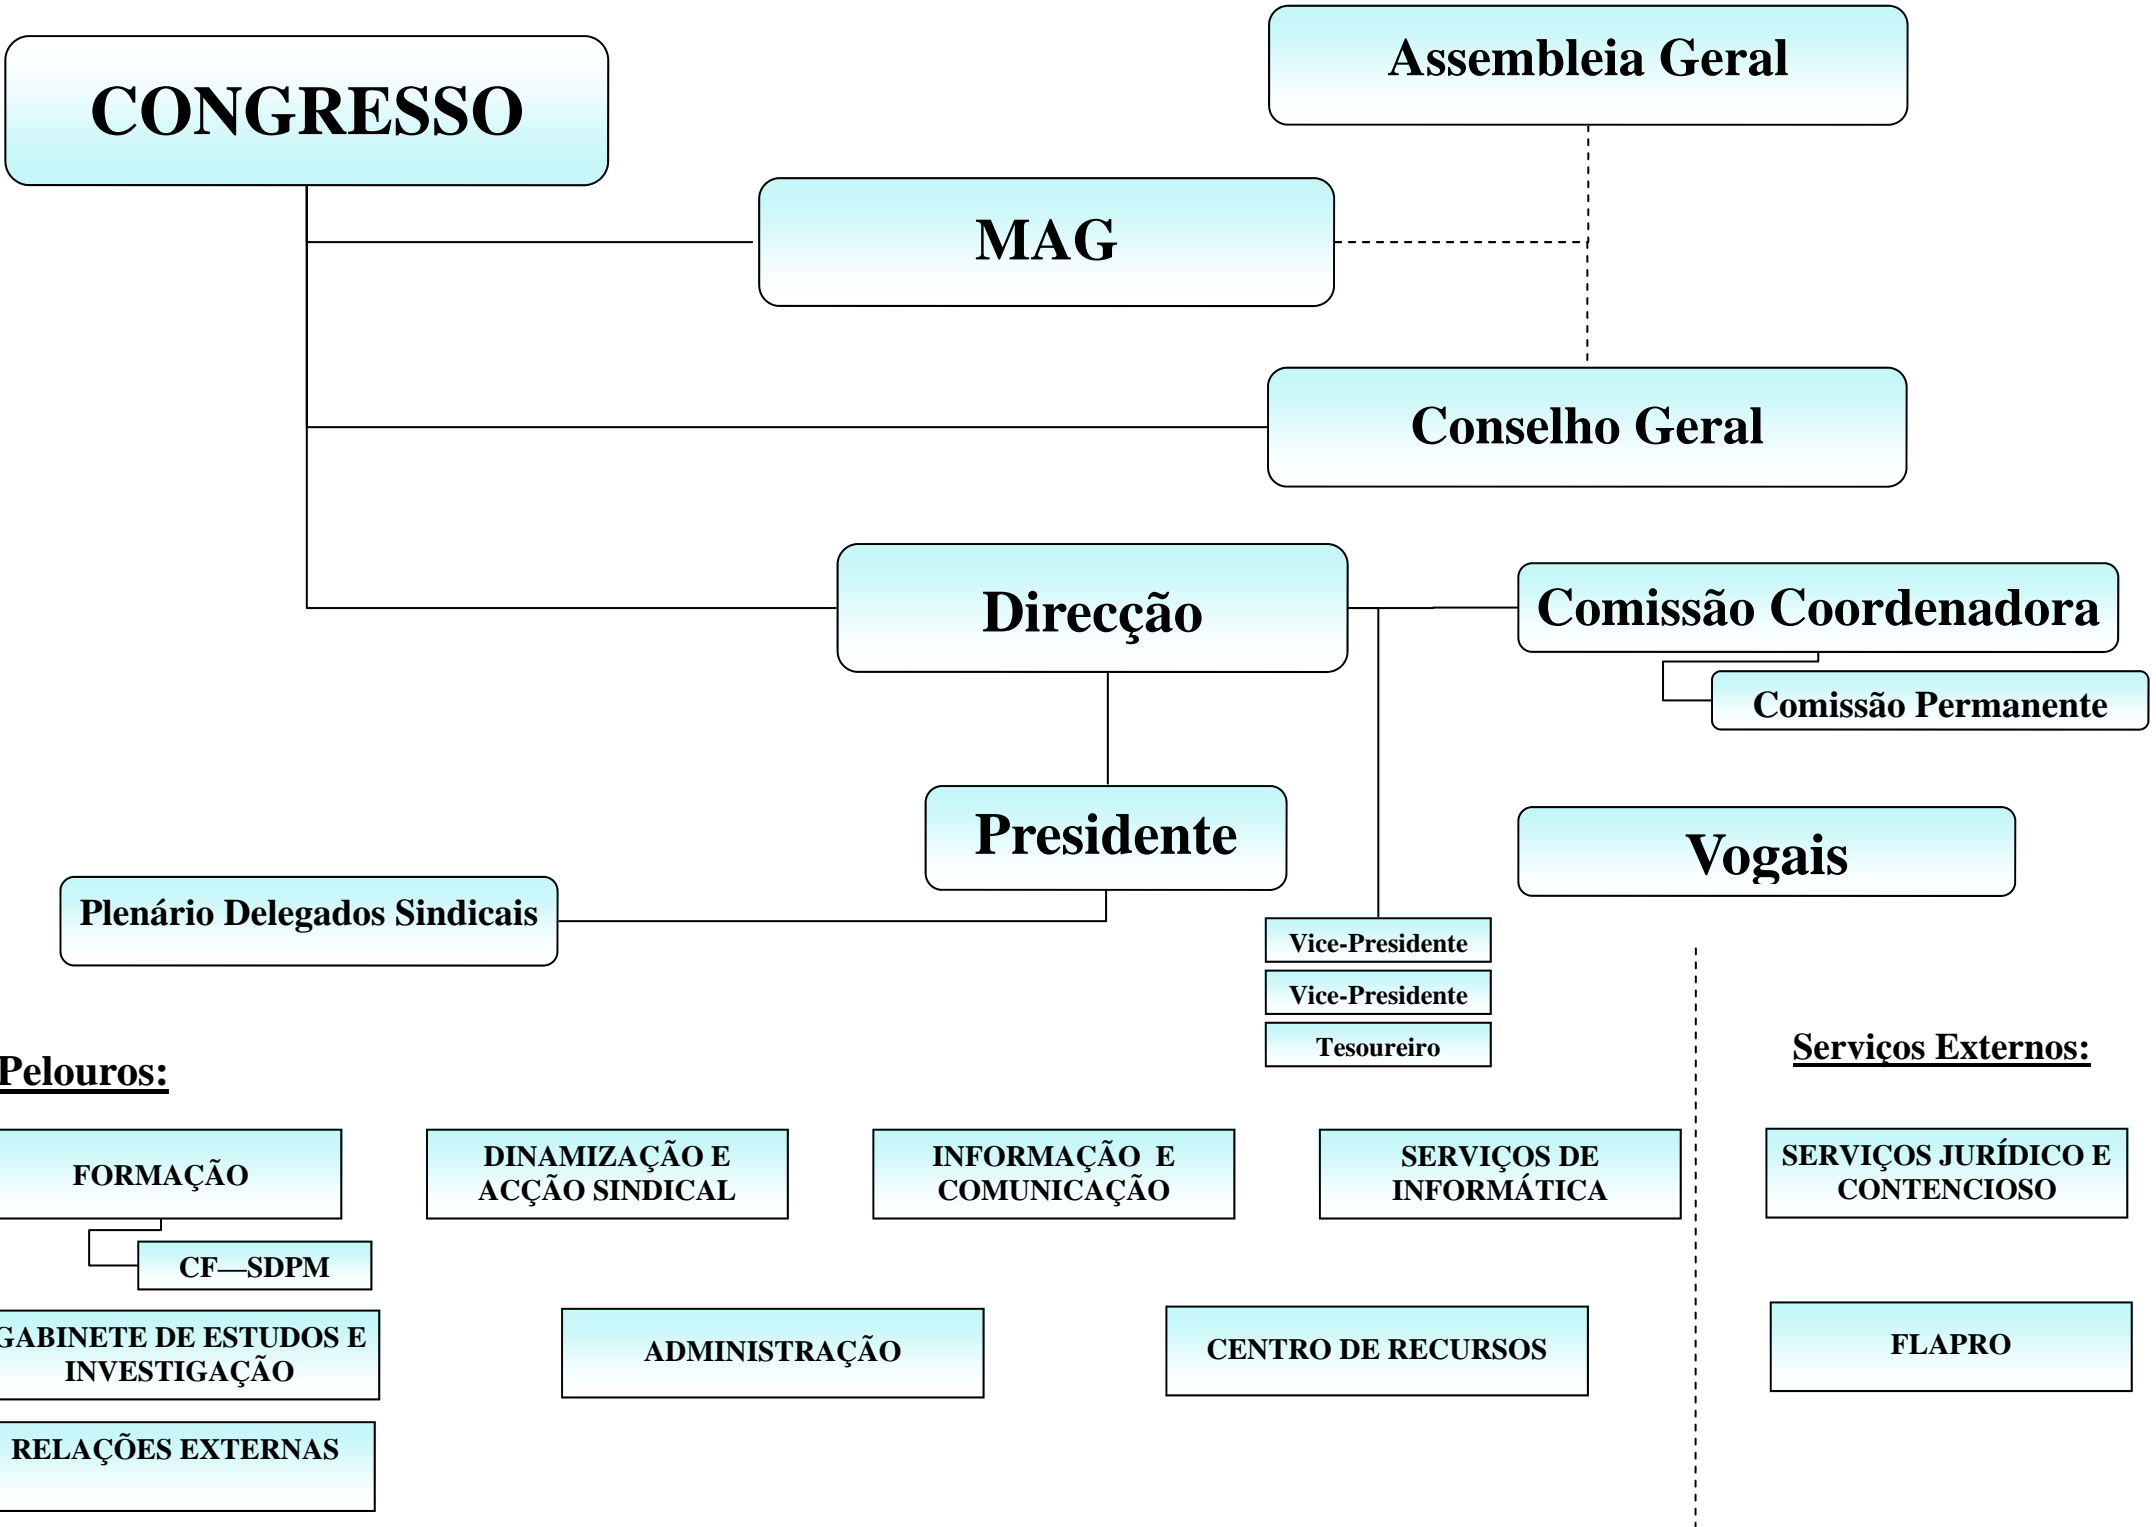 CONGRESSO
Assembleia Geral
MAG
Conselho Geral
Direcção
Comissão Coordenadora
Comissão Permanente
Presidente
Vogais
Plenário Delegados Sindicais
Vice-Presidente
Vice-Presidente
Tesoureiro
Pelouros:
Serviços Externos:
FORMAÇÃO
DINAMIZAÇÃO E
ACÇÃO SINDICAL
INFORMAÇÃO E
COMUNICAÇÃO
SERVIÇOS DE
INFORMÁTICA
SERVIÇOS JURÍDICO E
CONTENCIOSO
CF—SDPM
GABINETE DE ESTUDOS E
INVESTIGAÇÃO
ADMINISTRAÇÃO
CENTRO DE RECURSOS
FLAPRO
RELAÇÕES EXTERNAS